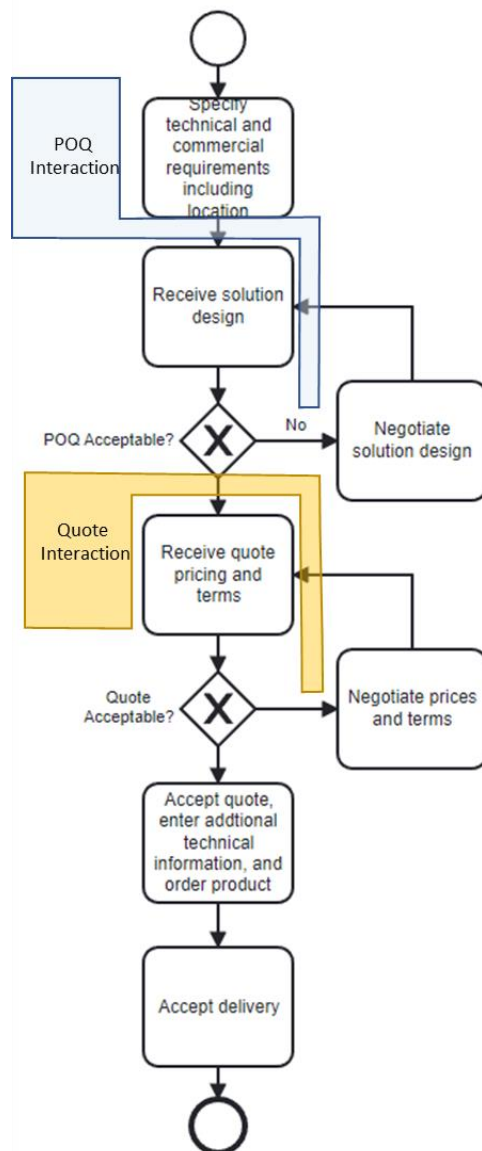 Specify
technical and
commercial
requirements
including
location
POQ
Interaction
Receive solution
design
POQ Acceptable?
X
No
Negotiate
solution design
Quote
Interaction
Receive quote
pricing and
terms
Quote
Acceptable?
X
Negotiate prices
and terms
Accept quote,
enter addtional
technical
information, and
order product
Accept delivery